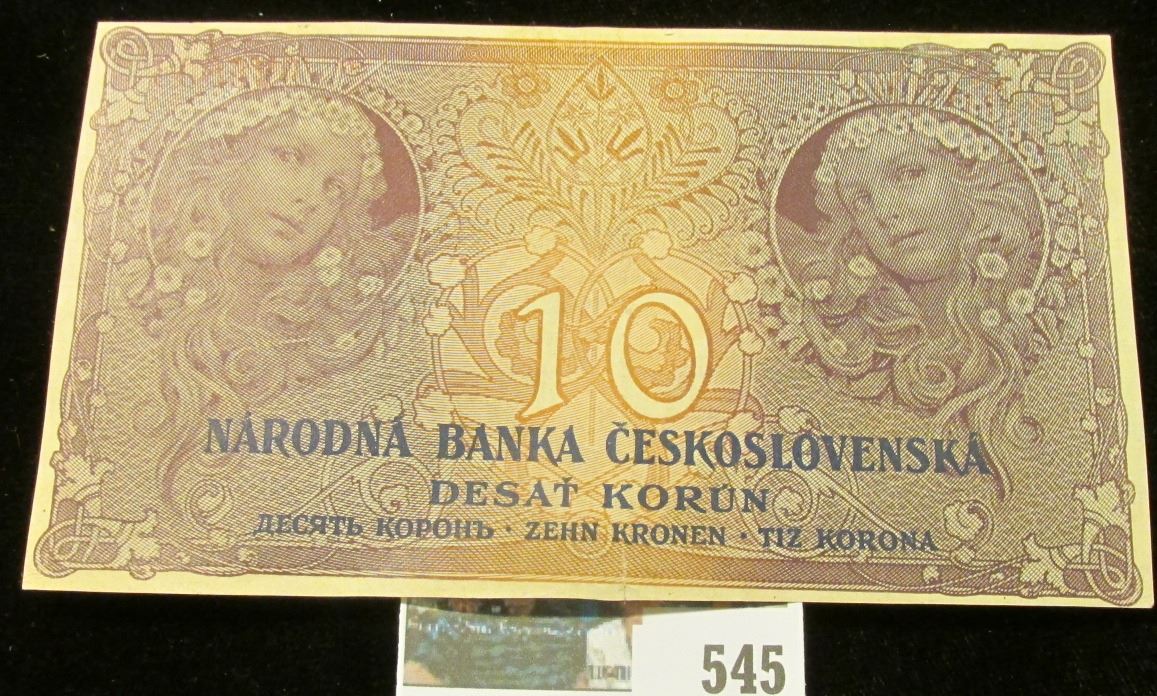 10
NÁRODNÁ BANKA ČESKOSLOVENSKÁ
DESAŤ KORÚN
ДЕСЯТЬ КОРОНЪ · ZEHN KRONEN · TIZ KORONA
545